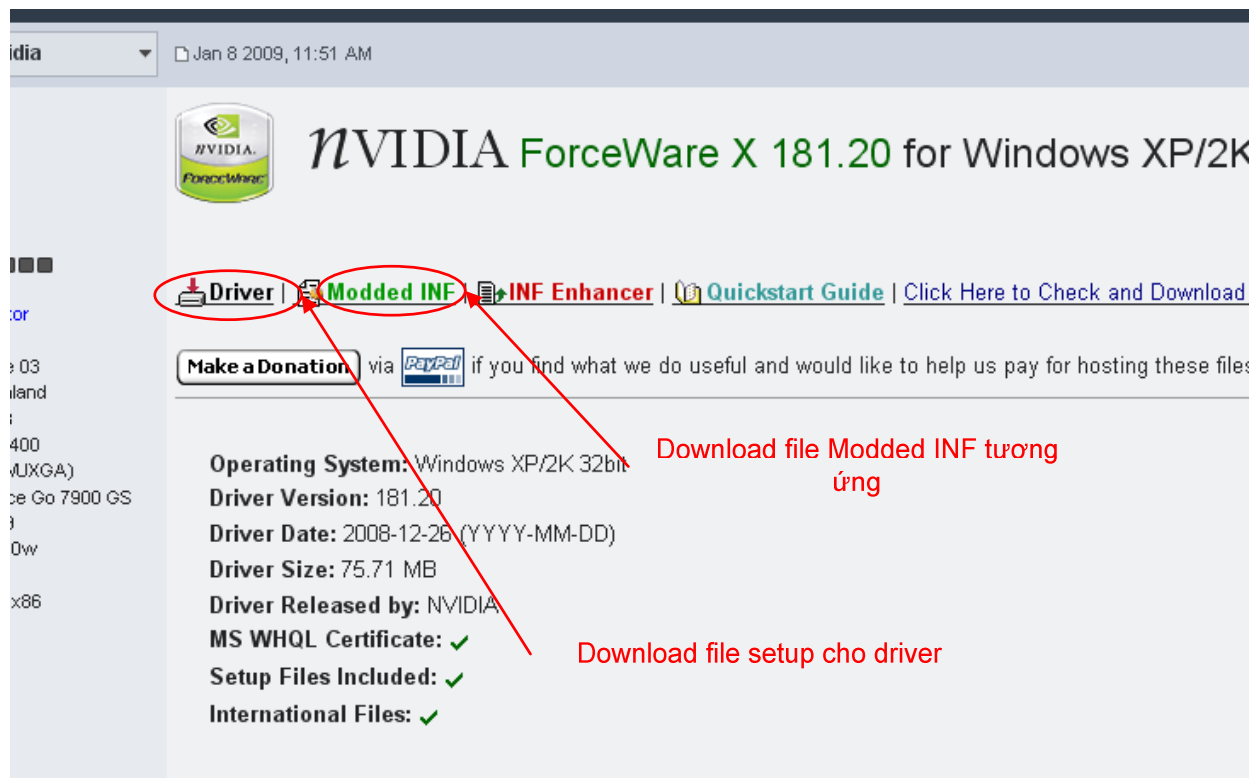 idia
Jan 8 2009, 11:51 AM
NVIDIA.
FORCEWARE
NVIDIA ForceWare X 181.20 for Windows XP/2K
Driver | Modded INF | INF Enhancer | Quickstart Guide | Click Here to Check and Download
tor
Make a Donation via PayPal if you find what we do useful and would like to help us pay for hosting these files
03
land
400
UXGA)
ce Go 7900 GS
0w
x86
Download file Modded INF tương
ứng
Operating System: Windows XP/2K 32bit
Driver Version: 181.20
Driver Date: 2008-12-26 (YYYY-MM-DD)
Driver Size: 75.71 MB
Driver Released by: NVIDIA
MS WHQL Certificate:
Download file setup cho driver
Setup Files Included:
International Files: